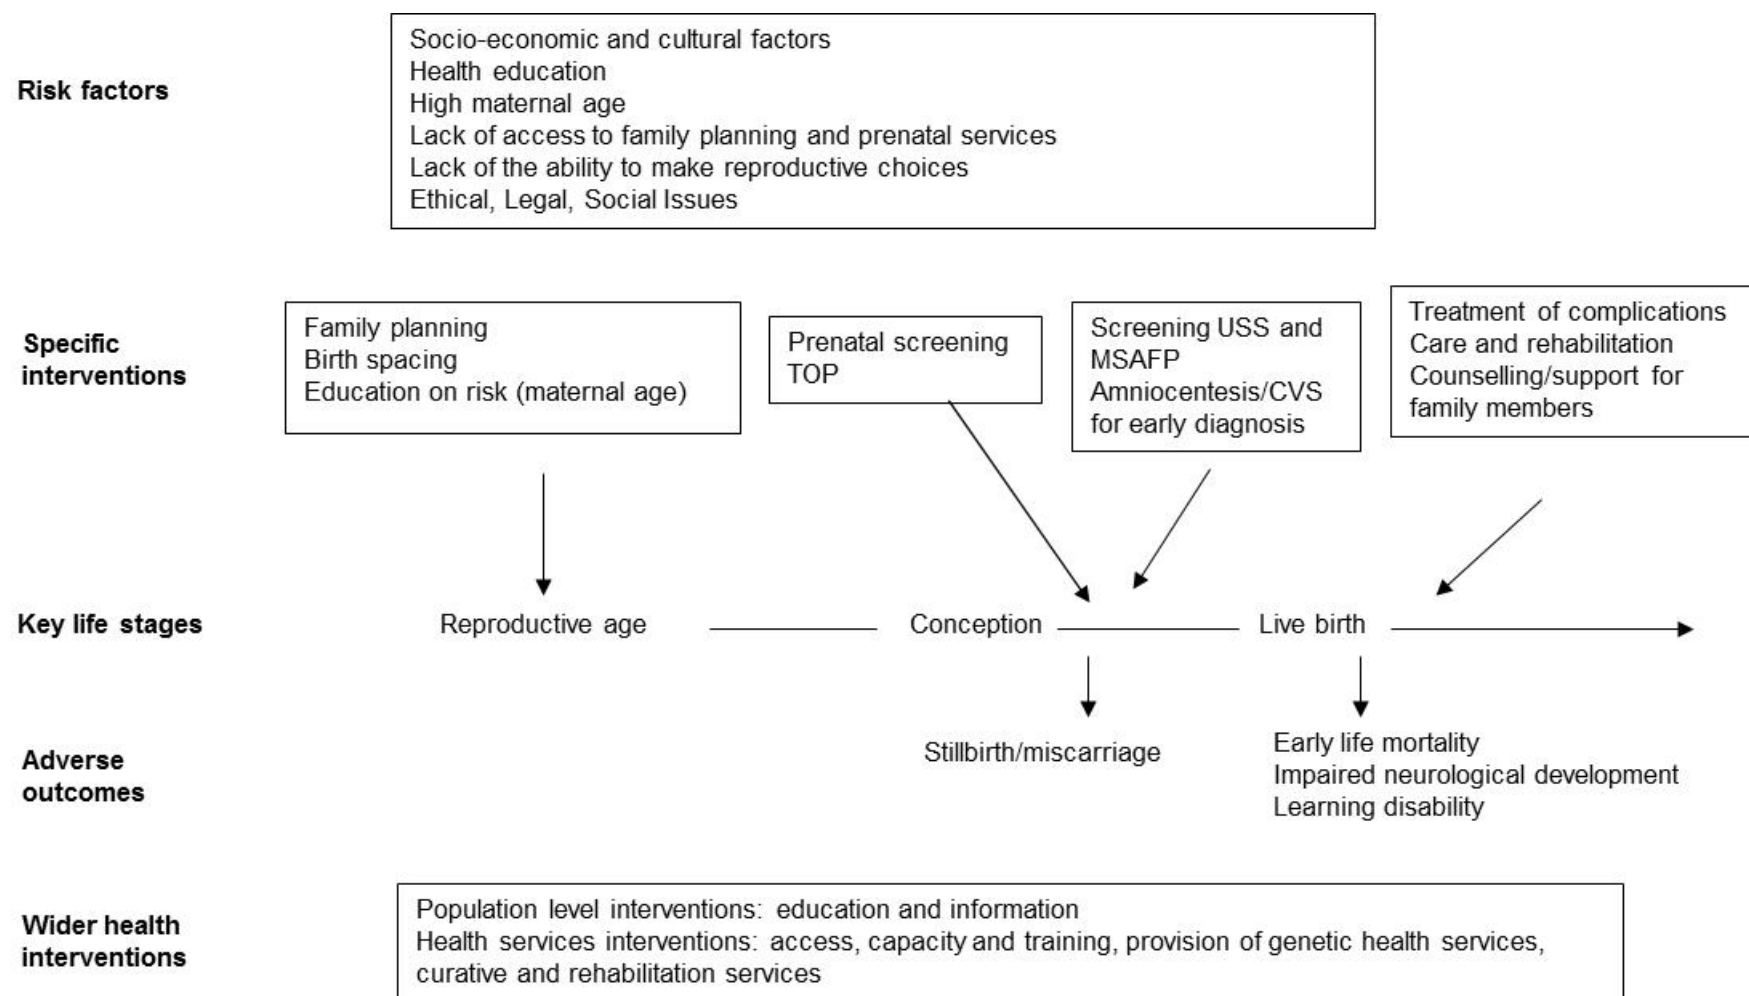 Risk factors
Socio-economic and cultural factors
Health education
High maternal age
Lack of access to family planning and prenatal services
Lack of the ability to make reproductive choices
Ethical, Legal, Social Issues
Specific
interventions
Family planning
Birth spacing
Education on risk (maternal age)
Prenatal screening
TOP
Screening USS and
MSAFP
Amniocentesis/CVS
for early diagnosis
Treatment of complications
Care and rehabilitation
Counselling/support for
family members
Key life stages
Reproductive age
Conception
Live birth
Adverse
outcomes
Stillbirth/miscarriage
Early life mortality
Impaired neurological development
Learning disability
Wider health
interventions
Population level interventions: education and information
Health services interventions: access, capacity and training, provision of genetic health services,
curative and rehabilitation services